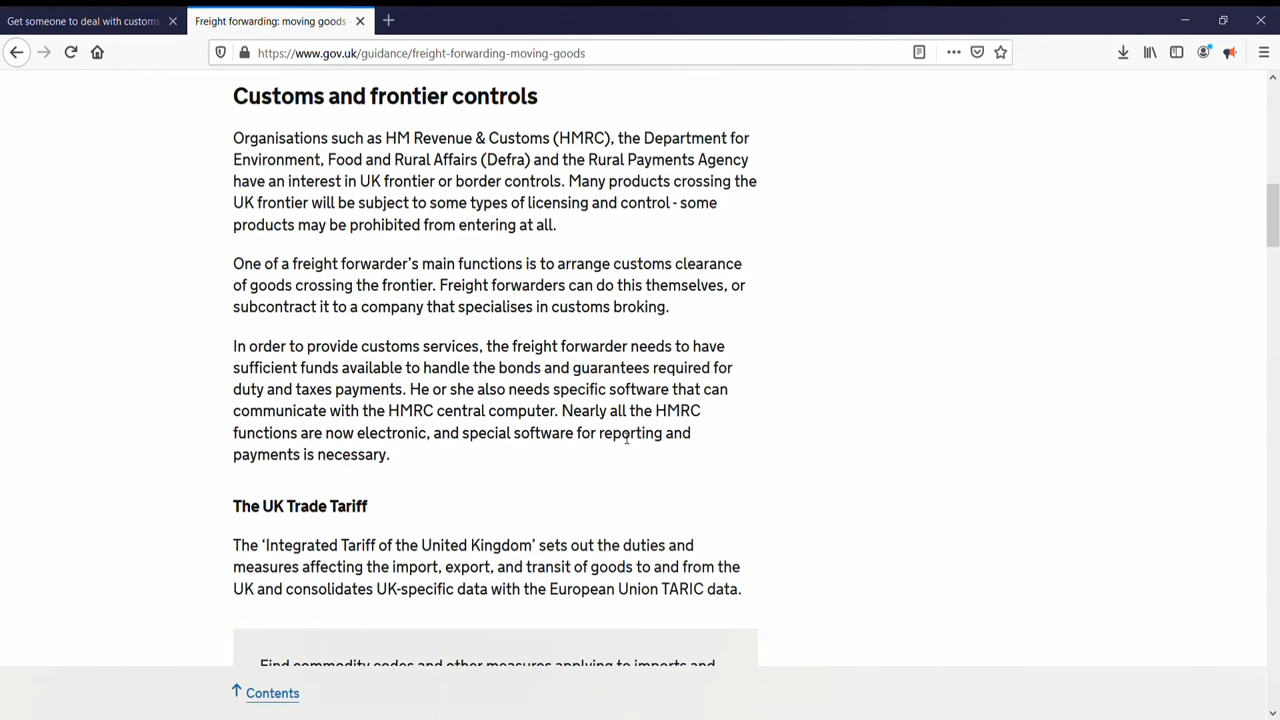 Get someone to deal with customs
Freight forwarding: moving goods
https://www.gov.uk/guidance/freight-forwarding-moving-goods
Customs and frontier controls
Organisations such as HM Revenue & Customs (HMRC), the Department for
Environment, Food and Rural Affairs (Defra) and the Rural Payments Agency
have an interest in UK frontier or border controls. Many products crossing the
UK frontier will be subject to some types of licensing and control - some
products may be prohibited from entering at all.
One of a freight forwarder’s main functions is to arrange customs clearance
of goods crossing the frontier. Freight forwarders can do this themselves, or
subcontract it to a company that specialises in customs broking.
In order to provide customs services, the freight forwarder needs to have
sufficient funds available to handle the bonds and guarantees required for
duty and taxes payments. He or she also needs specific software that can
communicate with the HMRC central computer. Nearly all the HMRC
functions are now electronic, and special software for reporting and
payments is necessary.
The UK Trade Tariff
The ‘Integrated Tariff of the United Kingdom’ sets out the duties and
measures affecting the import, export, and transit of goods to and from the
UK and consolidates UK-specific data with the European Union TARIC data.
Find commodity codes and other measures applying to imports and
Contents